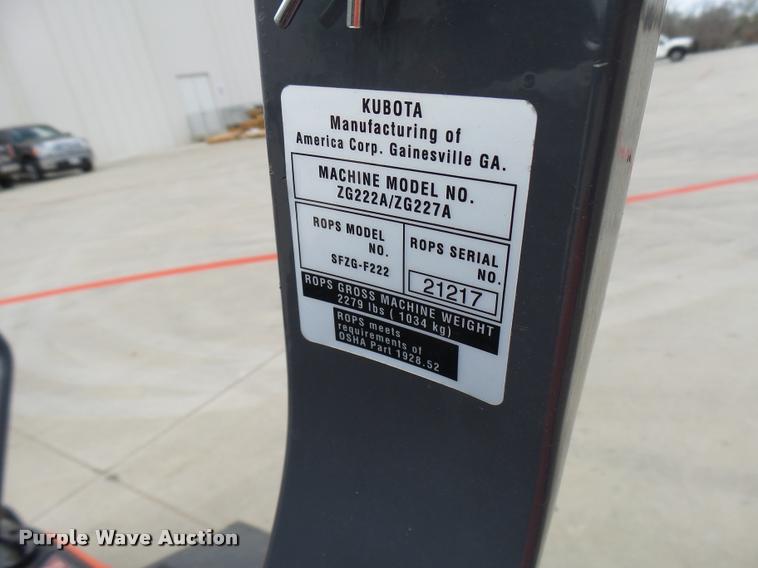 KUBOTA
Manufacturing of
America Corp. Gainesville GA.
MACHINE MODEL NO.
ZG222A/ZG227A
ROPS MODEL
NO.
SFZG-F222
ROPS SERIAL
NO.
21217
ROPS GROSS MACHINE WEIGHT
2279 lbs ( 1034 kg)
ROPS meets
requirements of
OSHA Part 1928.52
Purple Wave Auction